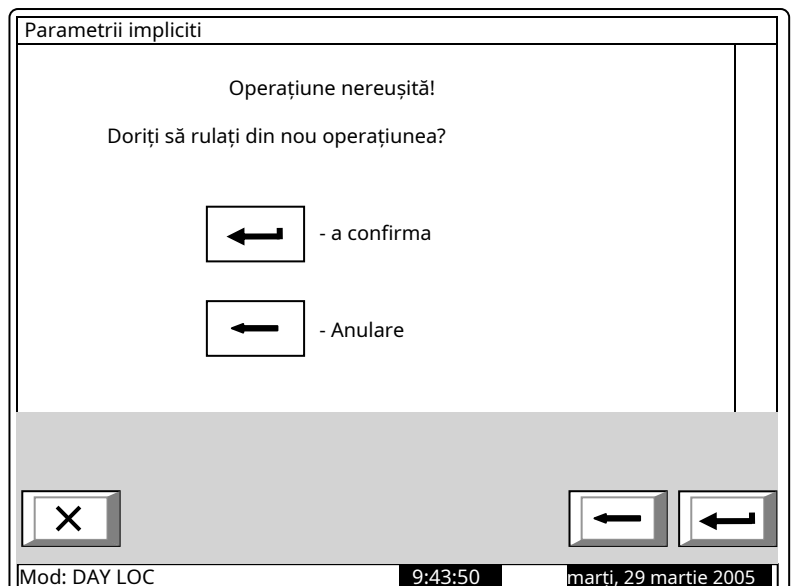 Parametrii impliciti
Operațiune nereușită!
Doriți să rulați din nou operațiunea?
- a confirma
- Anulare
Mod: DAY LOC 9:43:50 marți, 29 martie 2005